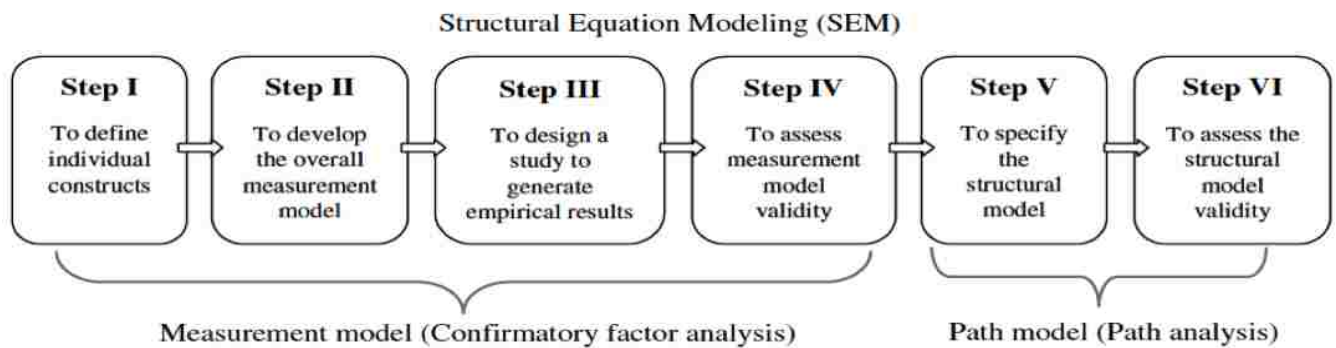 Structural Equation Modeling (SEM)
Step I
To define
individual
constructs
Step II
To develop
the overall
measurement
model
Step III
To design a
study to
generate
empirical results
Step IV
To assess
measurement
model
validity
Step V
To specify
the
structural
model
Step VI
To assess the
structural
model
validity
Measurement model (Confirmatory factor analysis)
Path model (Path analysis)